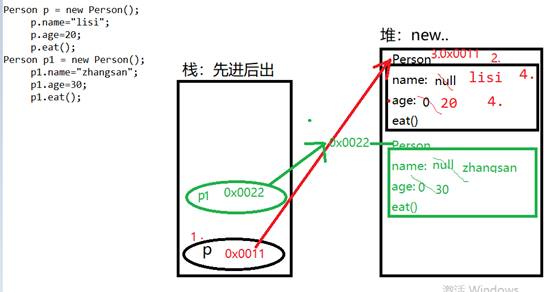 Person p = new Person();
p.name="lisi";
p.age=20;
p.eat();
Person p1 = new Person();
p1.name="zhangsan";
p1.age=30;
p1.eat();
栈：先进后出
p1 0x0022
1.
p 0x0011
堆：new..
Person 3.0x0011 2.
name: null lisi 4.
age: 0 20 4.
eat()
0x0022 Person
name: null zhangsan
age: 0 30
eat()
激活 Windows